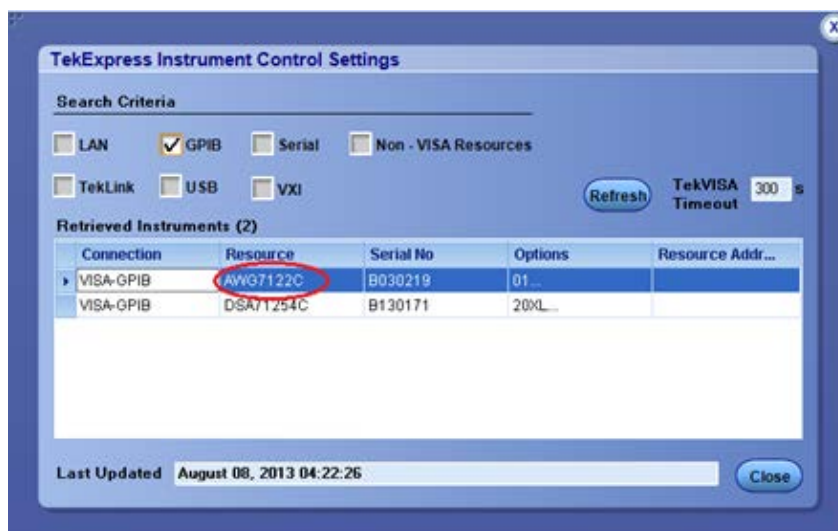 X
TekExpress Instrument Control Settings
Search Criteria
LAN GPIB Serial Non - VISA Resources
TekLink USB VXI Refresh TekVISA Timeout 300 s
Retrieved Instruments (2)
Connection Resource Serial No Options Resource Addr...
VISA-GPIB AWG7122C B030219 01...
VISA-GPIB DSA71254C B130171 20XL...
Last Updated August 08, 2013 04:22:26 Close